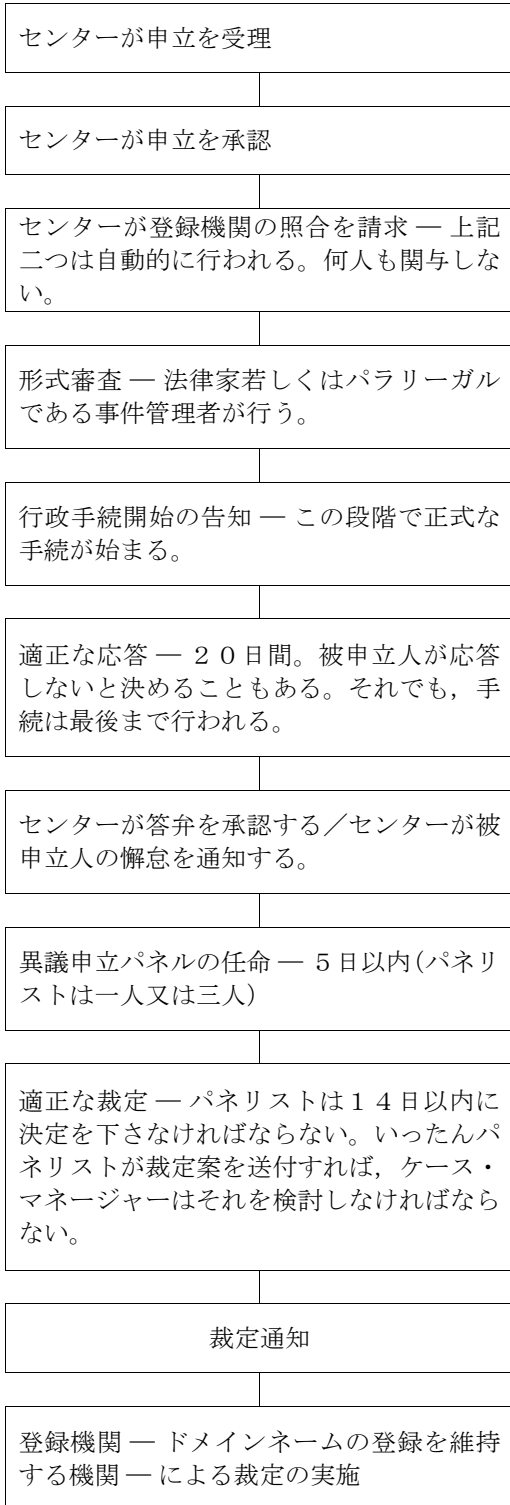 センターが申立を受理
センターが申立を承認
センターが登録機関の照合を請求 ― 上記
二つは自動的に行われる。何人も関与しな
い。
形式審査 ― 法律家若しくはパラリーガル
である事件管理者が行う。
行政手続開始の告知 ― この段階で正式な
手続が始まる。
適正な応答 ― ２０日間。被申立人が応答
しないと決めることもある。それでも，手
続は最後まで行われる。
センターが答弁を承認する／センターが被
申立人の懈怠を通知する。
異議申立パネルの任命 ― ５日以内(パネリ
ストは一人又は三人)
適正な裁定 ― パネリストは１４日以内に
決定を下さなければならない。いったんパ
ネリストが裁定案を送付すれば，ケース・
マネージャーはそれを検討しなければなら
ない。
裁定通知
登録機関 ― ドメインネームの登録を維持
する機関 ― による裁定の実施